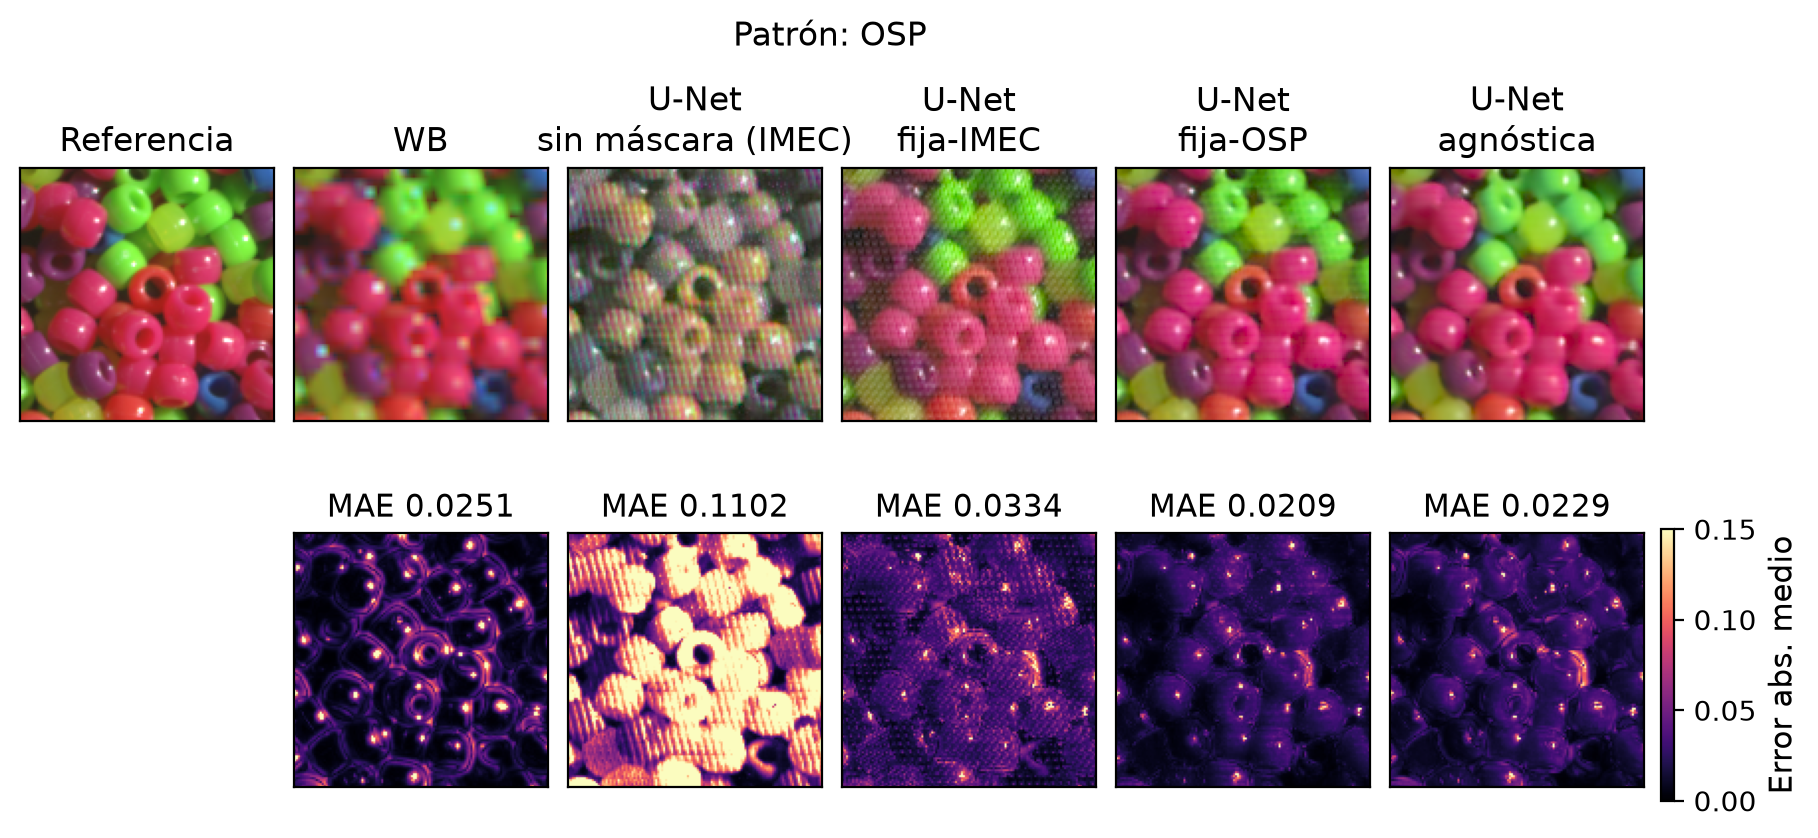 Patrón: OSP
Referencia
WB
U-Net
sin máscara (IMEC)
U-Net
fija-IMEC
U-Net
fija-OSP
U-Net
agnóstica
MAE 0.0251
MAE 0.1102
MAE 0.0334
MAE 0.0209
MAE 0.0229
0.15
0.10
0.05
0.00
Error abs. medio